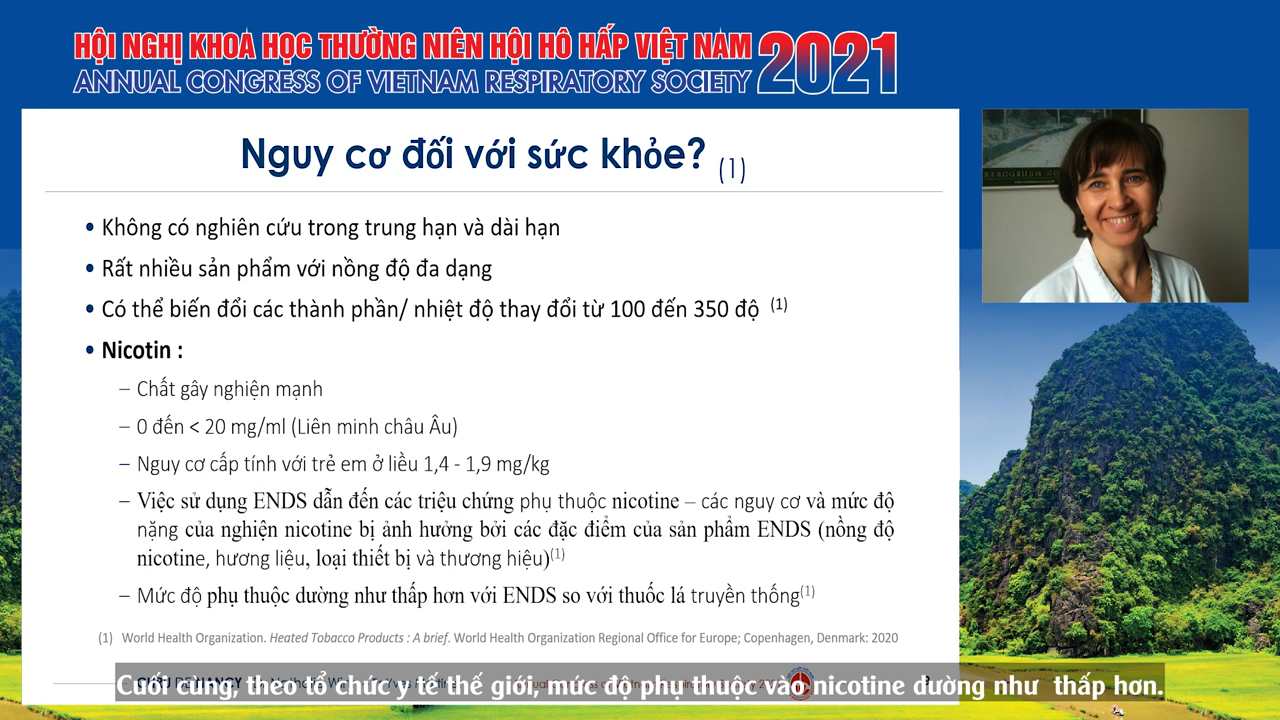 HỘI NGHỊ KHOA HỌC THƯỜNG NIÊN HỘI HÔ HẤP VIỆT NAM 2021
ANNUAL CONGRESS OF VIETNAM RESPIRATORY SOCIETY
Nguy cơ đối với sức khỏe? (1)
• Không có nghiên cứu trong trung hạn và dài hạn
• Rất nhiều sản phẩm với nồng độ đa dạng
• Có thể biến đổi các thành phần/ nhiệt độ thay đổi từ 100 đến 350 độ (1)
• Nicotin :
– Chất gây nghiện mạnh
– 0 đến < 20 mg/ml (Liên minh châu Âu)
– Nguy cơ cấp tính với trẻ em ở liều 1,4 - 1,9 mg/kg
– Việc sử dụng ENDS dẫn đến các triệu chứng phụ thuộc nicotine – các nguy cơ và mức độ
nặng của nghiện nicotine bị ảnh hưởng bởi các đặc điểm của sản phẩm ENDS (nồng độ
nicotine, hương liệu, loại thiết bị và thương hiệu)(1)
– Mức độ phụ thuộc dường như thấp hơn với ENDS so với thuốc lá truyền thống(1)
(1) World Health Organization. Heated Tobacco Products : A brief. World Health Organization Regional Office for Europe; Copenhagen, Denmark: 2020
Cuối cùng, theo tổ chức y tế thế giới, mức độ phụ thuộc vào nicotine dường như thấp hơn.